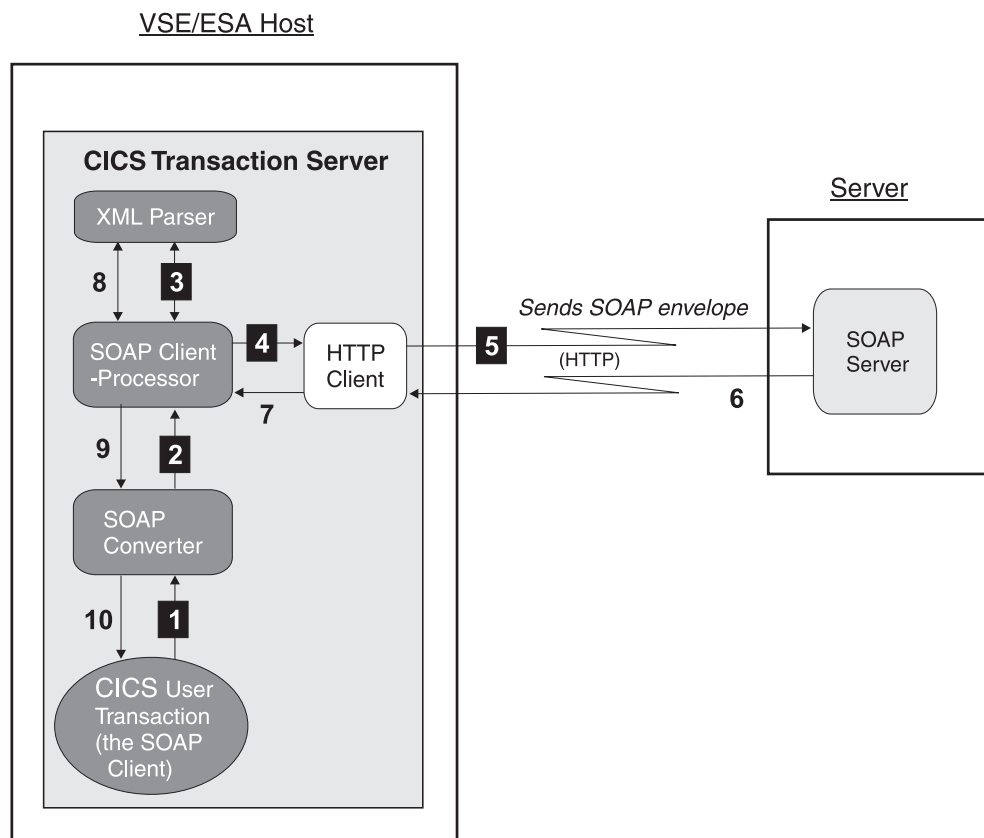 VSE/ESA Host
CICS Transaction Server
Server
XML Parser
8
3
Sends SOAP envelope
SOAP Client
-Processor
4
HTTP
Client
5
(HTTP)
SOAP
Server
7
6
9
2
SOAP
Converter
10
1
CICS User
Transaction
(the SOAP
Client)